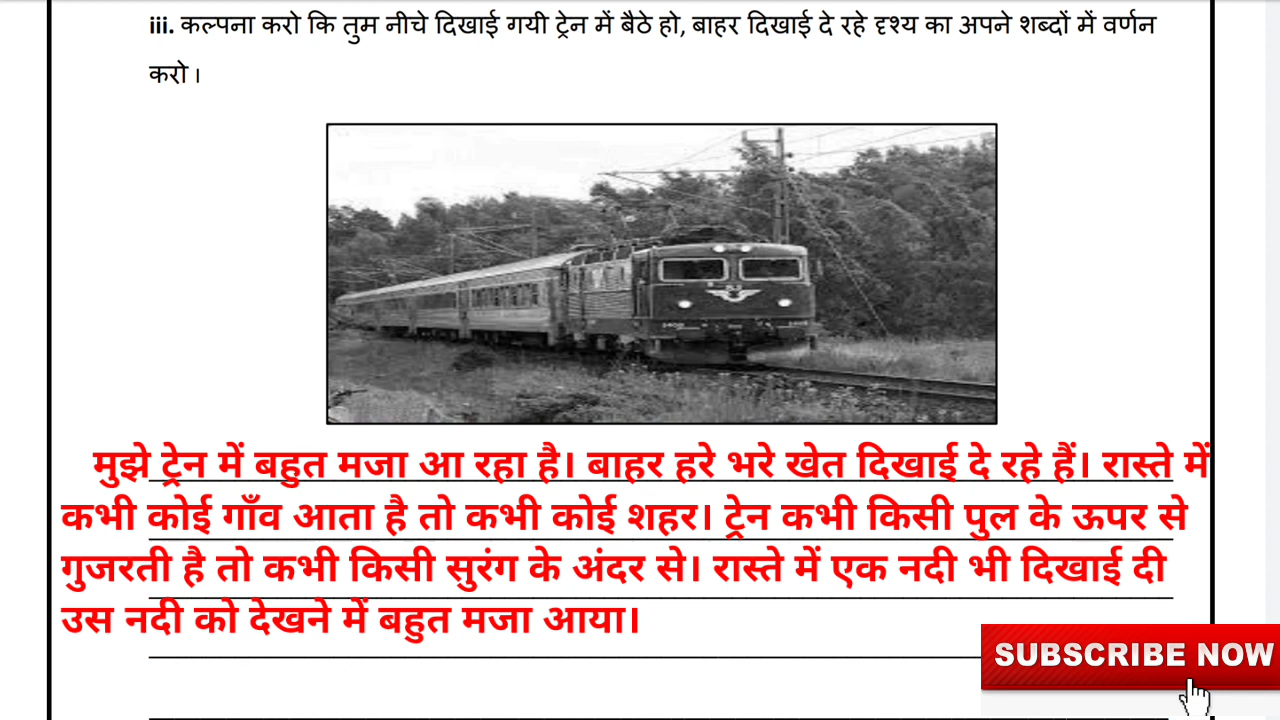 iii. कल्पना करो कि तुम नीचे दिखाई गयी ट्रेन में बैठे हो, बाहर दिखाई दे रहे दृश्य का अपने शब्दों में वर्णन
करो।
मुझे ट्रेन में बहुत मजा आ रहा है। बाहर हरे भरे खेत दिखाई दे रहे हैं। रास्ते में
कभी कोई गाँव आता है तो कभी कोई शहर। ट्रेन कभी किसी पुल के ऊपर से
गुजरती है तो कभी किसी सुरंग के अंदर से। रास्ते में एक नदी भी दिखाई दी
उस नदी को देखने में बहुत मजा आया।
SUBSCRIBE NOW